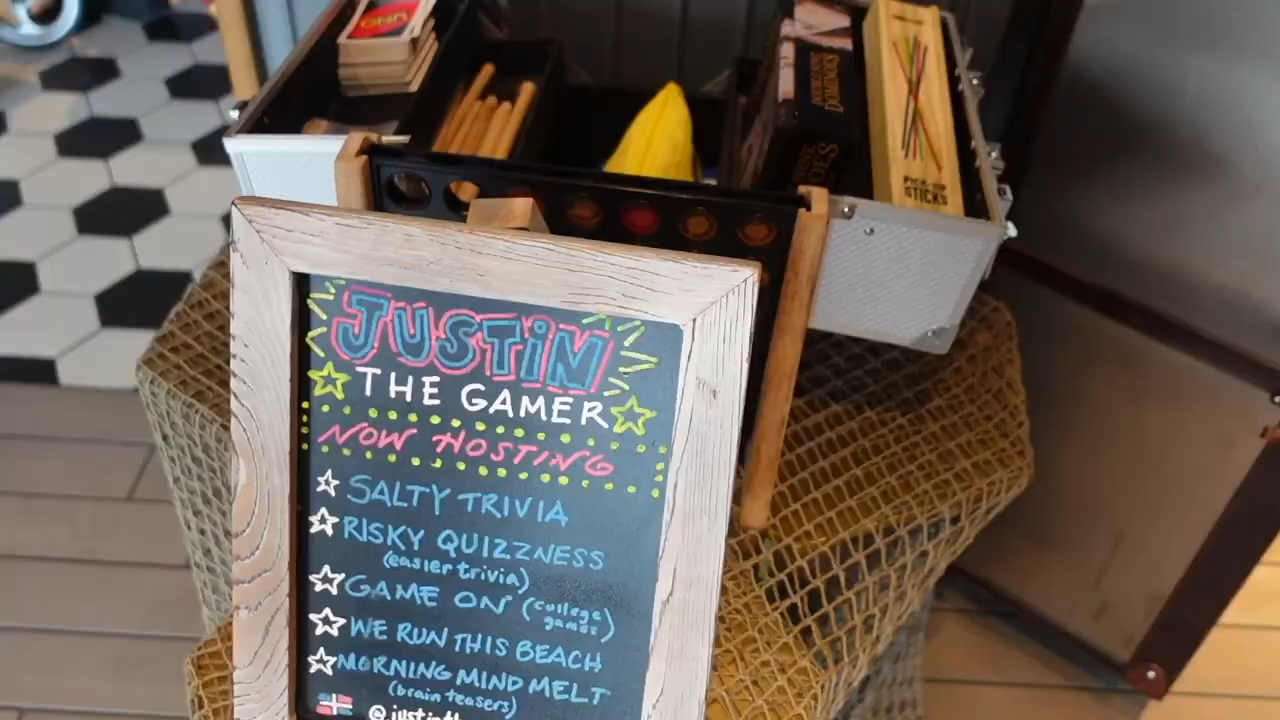 UNO
DOMINOES
PICK-UP
STICKS
JUSTIN
THE GAMER
NOW HOSTING
SALTY TRIVIA
RISKY QUIZZNESS
(easier trivia)
GAME ON (college
games)
WE RUN THIS BEACH
MORNING MIND MELT
(brain teasers)